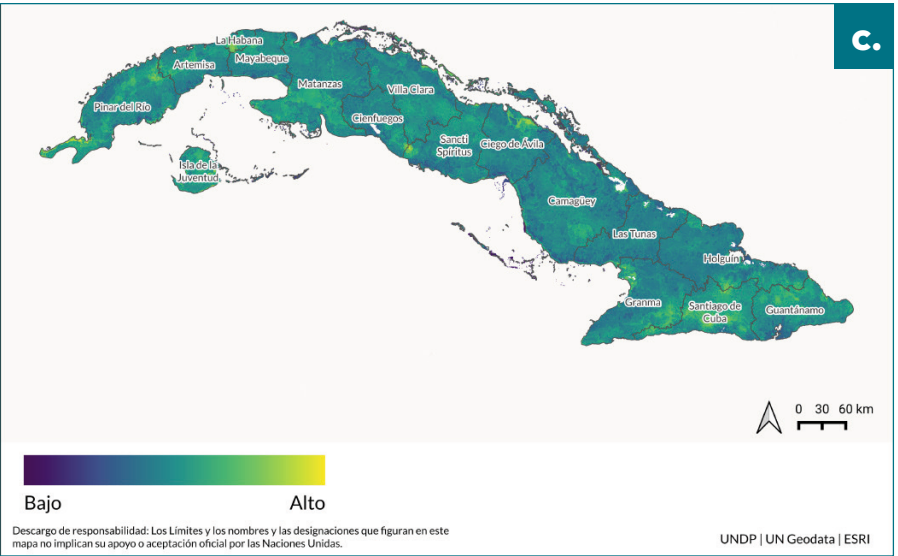 c.
La Habana
Artemisa
Mayabeque
Matanzas
Pinar del Río
Villa Clara
Cienfuegos
Isla de la
Juventud
Sancti
Spíritus
Ciego de Ávila
Camagüey
Las Tunas
Holguín
Granma
Santiago de
Cuba
Guantánamo
0 30 60 km
Bajo
Alto
Descargo de responsabilidad: Los Límites y los nombres y las designaciones que figuran en este
mapa no implican su apoyo o aceptación oficial por las Naciones Unidas.
UNDP | UN Geodata | ESRI